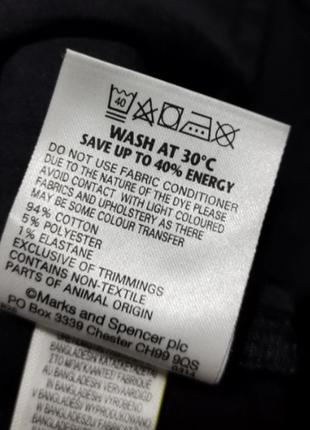 40
WASH AT 30°C
SAVE UP TO 40% ENERGY
DO NOT USE FABRIC CONDITIONER
DUE TO THE NATURE OF THE DYE PLEASE
AVOID CONTACT WITH LIGHT COLOURED
FABRICS AND UPHOLSTERY AS THERE
MAY BE SOME COLOUR TRANSFER
94% COTTON
5% POLYESTER
1% ELASTANE
EXCLUSIVE OF TRIMMINGS
CONTAINS NON-TEXTILE
PARTS OF ANIMAL ORIGIN
©Marks and Spencer plc
PO Box 3339 Chester CH99 9QS
0314